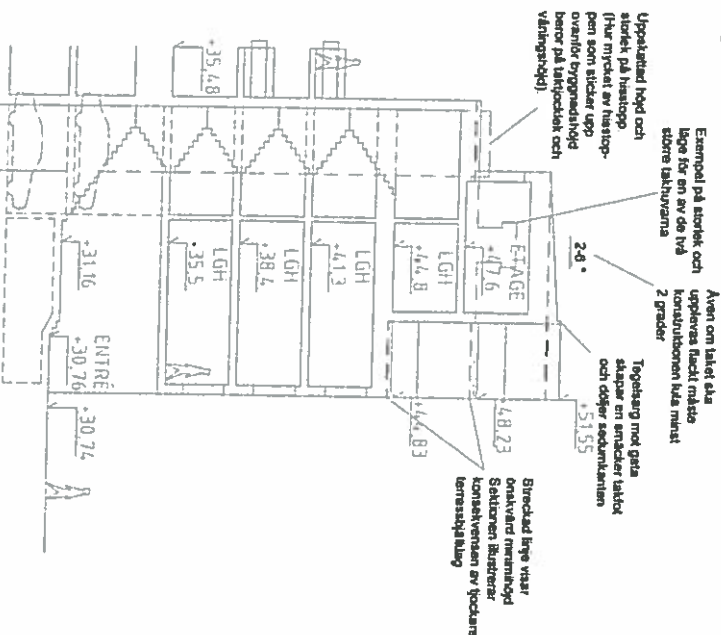 Uppskattad höjd och
storlek på hisstopp
(Hur mycket av hisstop-
pen som sticker upp
ovanför byggnadshöjd
beror på taktjocklek och
våningshöjd).
Exempel på storlek och
läge för en av de två
större takhuvarna
Även om taket ska
upplevas flackt måste
konstruktionen luta minst
2 grader
2-6 °
Tegelsarg mot gata
skapar en smäcker takfot
och döljer sedumkanten
+51.55
+48.23
+44.83
Streckad linje visar
önskvärd minimihöjd
Sektionen illustrerar
konsekvensen av tjockare
terrassbjälklag
ETAGE
+47.6
LGH
+44.8
LGH
+41.3
LGH
+38.4
LGH
+35.5
+35.48
+31.16
ENTRÉ
+30.76
+30.74